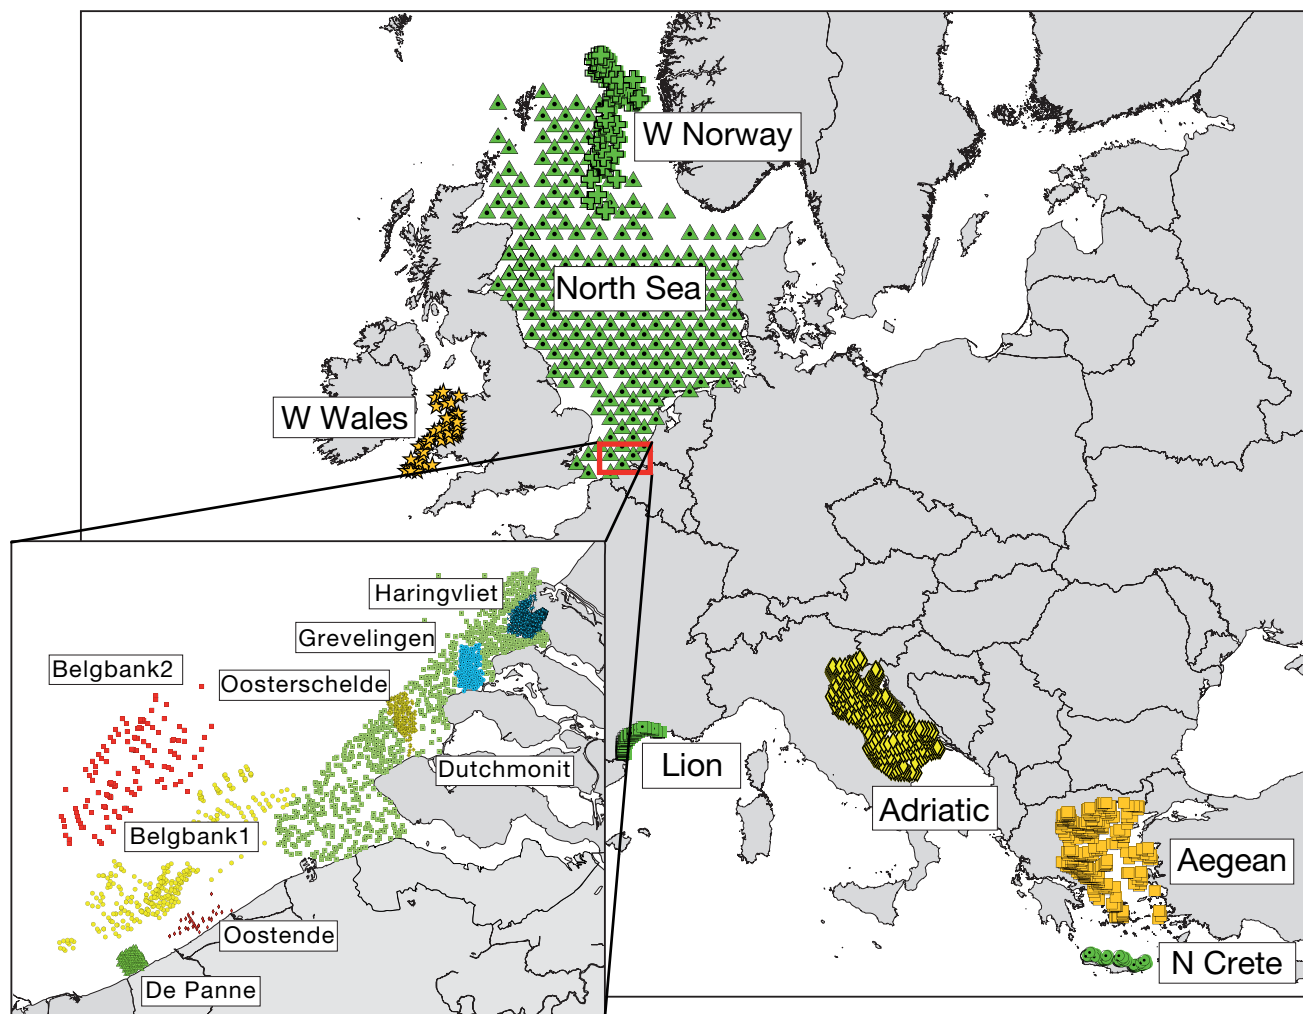 W Norway
North Sea
W Wales
Haringvliet
Grevelingen
Belgbank2
Oosterschelde
Dutchmonit
Lion
Adriatic
Belgbank1
Aegean
Oostende
N Crete
De Panne